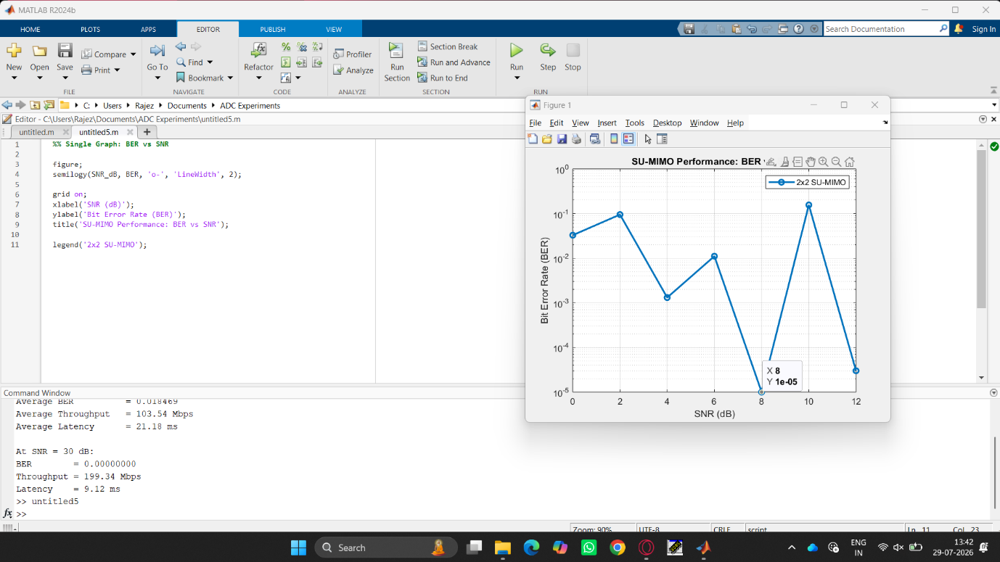 MATLAB R2024b
HOME PLOTS APPS EDITOR PUBLISH VIEW
Search Documentation
Sign In
New Open Save Compare Print
Go To Find Bookmark
Refactor
Profiler
Analyze
Run Section
Section Break
Run and Advance
Run to End
Run Step Stop
FILE NAVIGATE CODE ANALYZE SECTION RUN
C: Users Rajez Documents ADC Experiments
Editor - C:\Users\Rajez\Documents\ADC Experiments\untitled5.m
untitled.m untitled5.m
1 %% Single Graph: BER vs SNR
2
3 figure;
4 semilogy(SNR_dB, BER, 'o-', 'LineWidth', 2);
5
6 grid on;
7 xlabel('SNR (dB)');
8 ylabel('Bit Error Rate (BER)');
9 title('SU-MIMO Performance: BER vs SNR');
10
11 legend('2x2 SU-MIMO');
Figure 1
File Edit View Insert Tools Desktop Window Help
SU-MIMO Performance: BER
2x2 SU-MIMO
10^0
10^-1
10^-2
10^-3
10^-4
10^-5
Bit Error Rate (BER)
X 8
Y 1e-05
0 2 4 6 8 10 12
SNR (dB)
Command Window
Average BER = 0.018469
Average Throughput = 103.54 Mbps
Average Latency = 21.18 ms
At SNR = 30 dB:
BER = 0.00000000
Throughput = 199.34 Mbps
Latency = 9.12 ms
>> untitled5
fx >>
Zoom: 90% UTF-8 CRLF script Ln 11 Col 23
Search
ENG
IN
13:42
29-07-2026